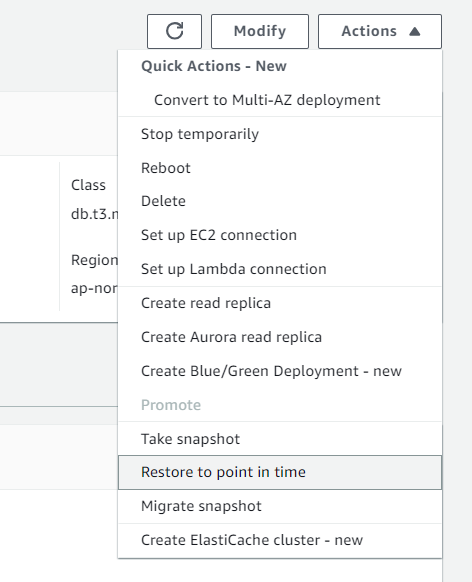 Modify
Actions
Quick Actions - New
Convert to Multi-AZ deployment
Stop temporarily
Reboot
Class
Delete
db.t3.
Set up EC2 connection
Region
Set up Lambda connection
ap-nor
Create read replica
Create Aurora read replica
Create Blue/Green Deployment - new
Promote
Take snapshot
Restore to point in time
Migrate snapshot
Create ElastiCache cluster - new